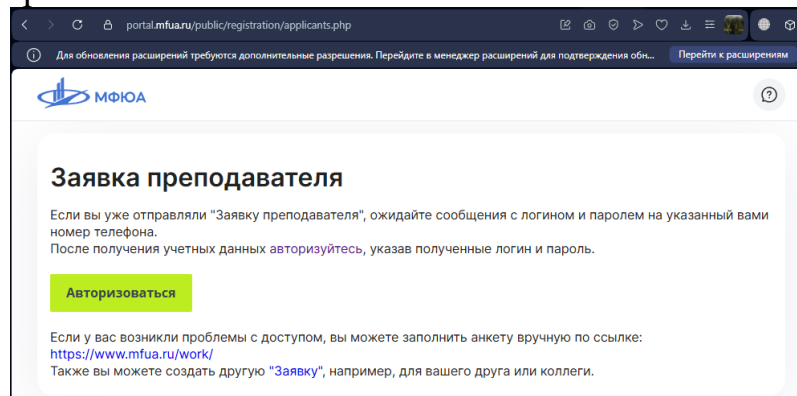 portal.mfua.ru/public/registration/applicants.php
Для обновления расширений требуются дополнительные разрешения. Перейдите в менеджер расширений для подтверждения обн... Перейти к расширениям
МФЮА
Заявка преподавателя
Если вы уже отправляли "Заявку преподавателя", ожидайте сообщения с логином и паролем на указанный вами
номер телефона.
После получения учетных данных авторизуйтесь, указав полученные логин и пароль.
Авторизоваться
Если у вас возникли проблемы с доступом, вы можете заполнить анкету вручную по ссылке:
https://www.mfua.ru/work/
Также вы можете создать другую "Заявку", например, для вашего друга или коллеги.